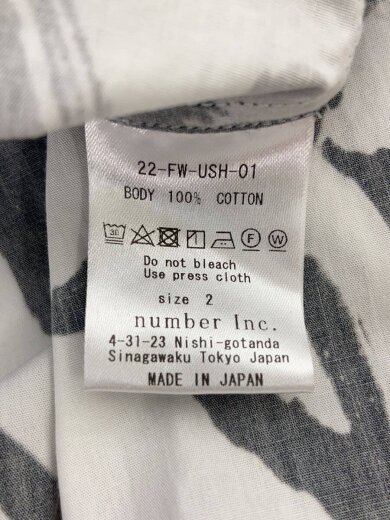 22-FW-USH-01
BODY 100% COTTON
30 F W
Do not bleach
Use press cloth
size 2
number Inc.
4-31-23 Nishi-gotanda
Sinagawaku Tokyo Japan
MADE IN JAPAN